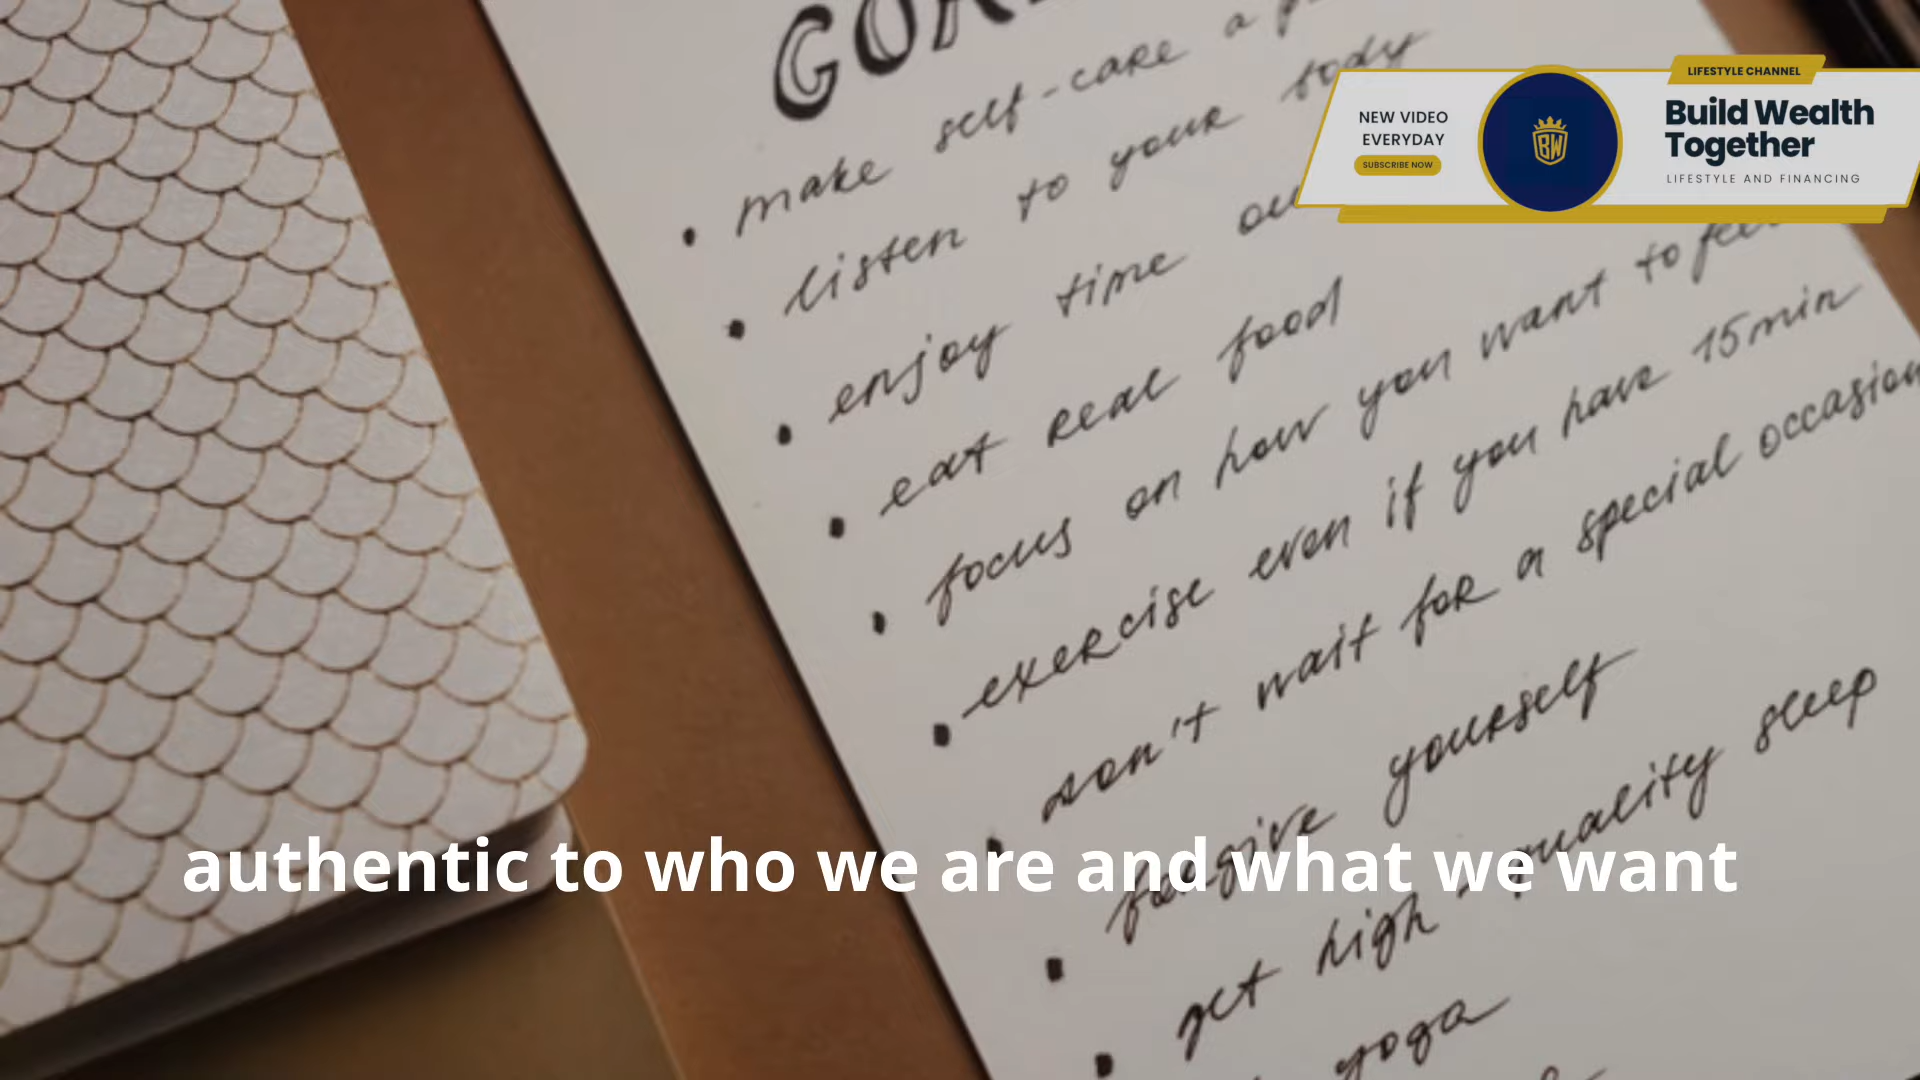 make self-care a
listen to your body
enjoy time
eat real food
focus on how you want to feel
exercise even if you have 15min
don't wait for a special occasion
forgive yourself
get high-quality sleep
yoga
LIFESTYLE CHANNEL
NEW VIDEO
EVERYDAY
SUBSCRIBE NOW
BW
Build Wealth
Together
LIFESTYLE AND FINANCING
authentic to who we are and what we want